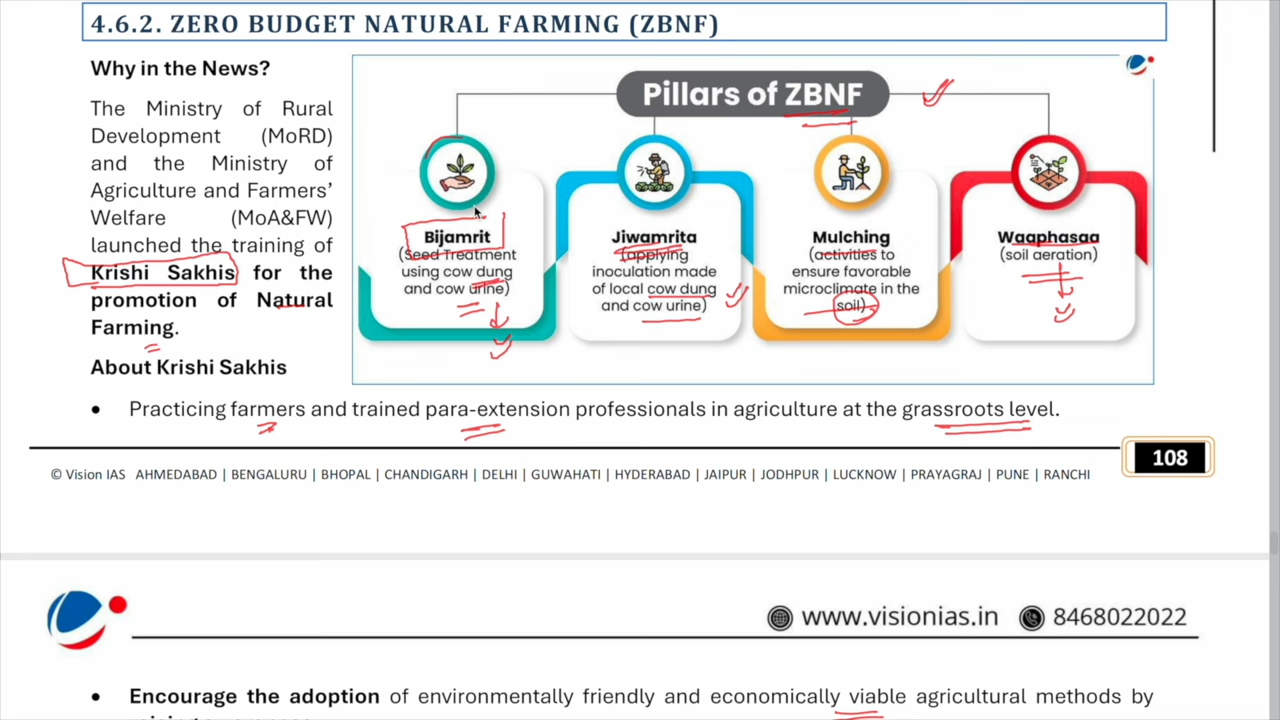 4.6.2. ZERO BUDGET NATURAL FARMING (ZBNF)
Why in the News?
The Ministry of Rural
Development (MoRD)
and the Ministry of
Agriculture and Farmers'
Welfare (MoA&FW)
launched the training of
Krishi Sakhis for the
promotion of Natural
Farming.
Pillars of ZBNF
Bijamrit
(Seed Treatment
using cow dung
and cow urine)
Jiwamrita
(applying
inoculation made
of local cow dung
and cow urine)
Mulching
(activities to
ensure favorable
microclimate in the
soil)
Waaphasaa
(soil aeration)
About Krishi Sakhis
• Practicing farmers and trained para-extension professionals in agriculture at the grassroots level.
© Vision IAS AHMEDABAD | BENGALURU | BHOPAL | CHANDIGARH | DELHI | GUWAHATI | HYDERABAD | JAIPUR | JODHPUR | LUCKNOW | PRAYAGRAJ | PUNE | RANCHI
108
www.visionias.in 8468022022
• Encourage the adoption of environmentally friendly and economically viable agricultural methods by